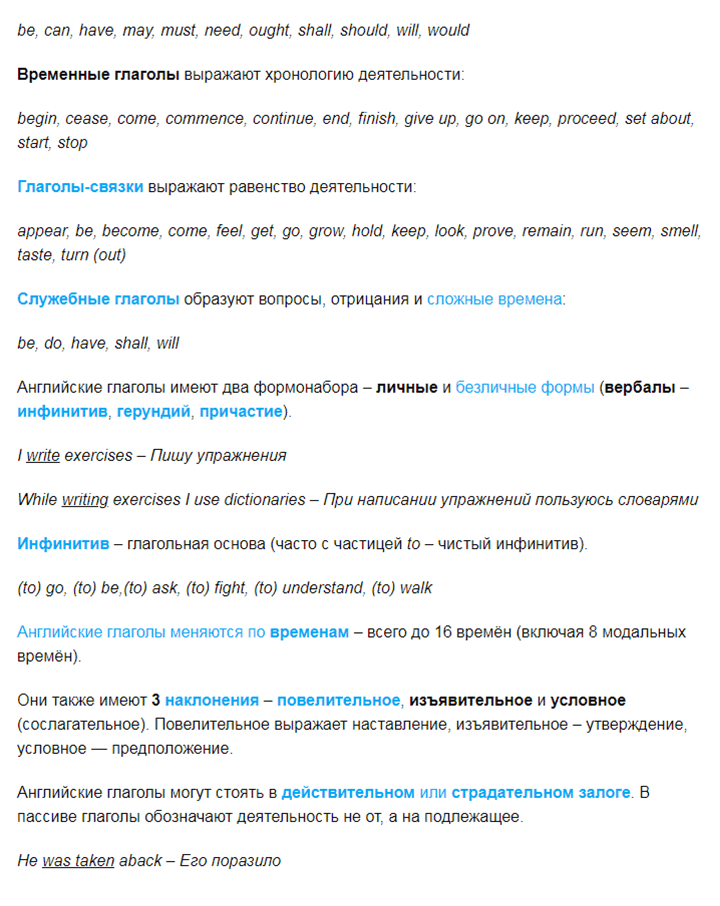 be, can, have, may, must, need, ought, shall, should, will, would
Временные глаголы выражают хронологию деятельности:
begin, cease, come, commence, continue, end, finish, give up, go on, keep, proceed, set about,
start, stop
Глаголы-связки выражают равенство деятельности:
appear, be, become, come, feel, get, go, grow, hold, keep, look, prove, remain, run, seem, smell,
taste, turn (out)
Служебные глаголы образуют вопросы, отрицания и сложные времена:
be, do, have, shall, will
Английские глаголы имеют два формонабора – личные и безличные формы (вербалы –
инфинитив, герундий, причастие).
I write exercises – Пишу упражнения
While writing exercises I use dictionaries – При написании упражнений пользуюсь словарями
Инфинитив – глагольная основа (часто с частицей to – чистый инфинитив).
(to) go, (to) be,(to) ask, (to) fight, (to) understand, (to) walk
Английские глаголы меняются по временам – всего до 16 времён (включая 8 модальных
времён).
Они также имеют 3 наклонения – повелительное, изъявительное и условное
(сослагательное). Повелительное выражает наставление, изъявительное – утверждение,
условное — предположение.
Английские глаголы могут стоять в действительном или страдательном залоге. В
пассиве глаголы обозначают деятельность не от, а на подлежащее.
He was taken aback – Его поразило